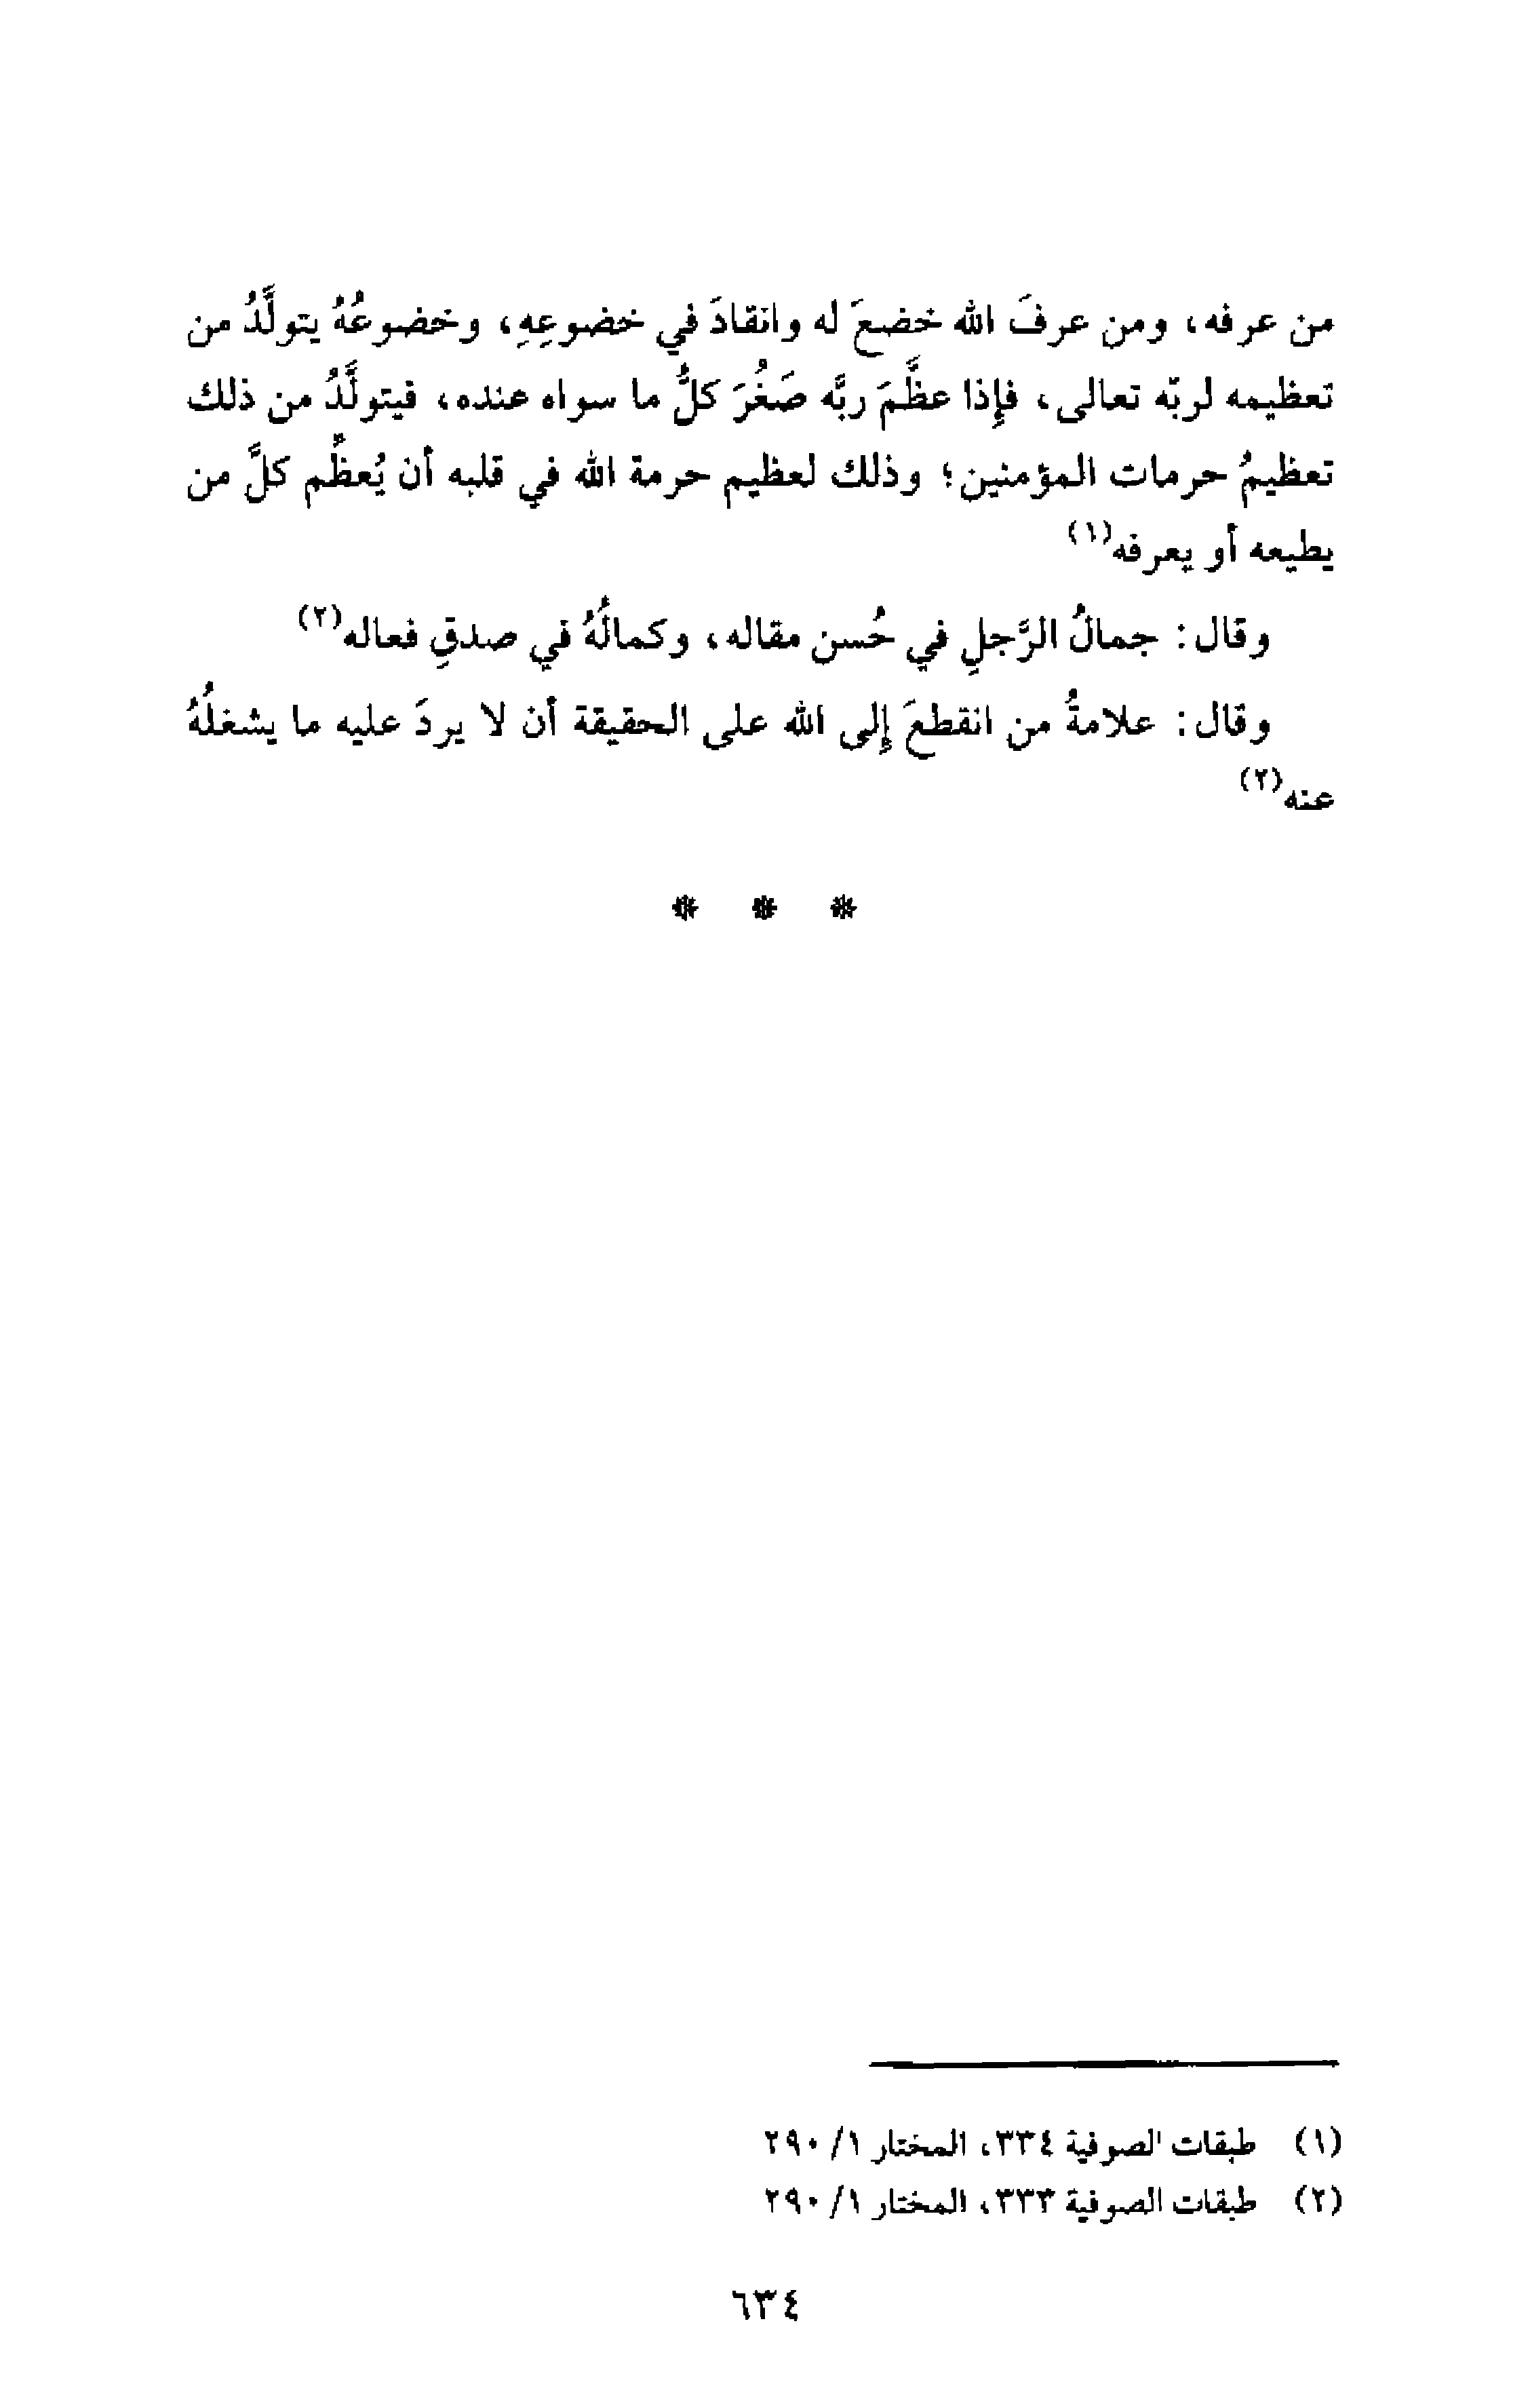 من عرفه، ومن عرفَ الله خضعَ له وانقادَ في خضوعِهِ، وخضوعُهُ يتولَّدُ من
تعظيمه لربّه تعالى، فإذا عظَّمَ ربَّه صَغُرَ كلُّ ما سواه عنده، فيتولَّدُ من ذلك
تعظيمُ حرمات المؤمنين؛ وذلك لعظيم حرمة الله في قلبه أن يُعظِّم كلَّ من
يطيعه أو يعرفه(١)
وقال: جمالُ الرَّجلِ في حُسن مقاله، وكمالُهُ في صدقِ فعاله(٢)
وقال: علامةُ من انقطعَ إلى الله على الحقيقة أن لا يردَ عليه ما يشغلُهُ
عنه(٢)
* * *
(١) طبقات الصوفية ٣٣٤، المختار ١/ ٢٩٠
(٢) طبقات الصوفية ٣٣٣، المختار ١/ ٢٩٠
٦٣٤